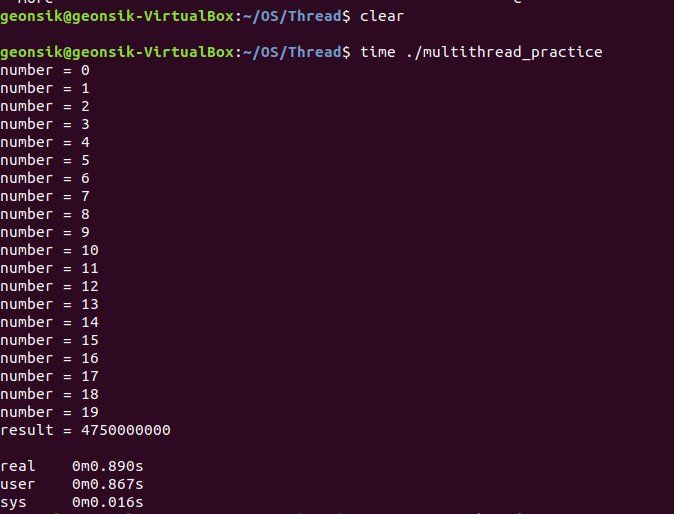 geonsik@geonsik-VirtualBox:~/OS/Thread$ clear
geonsik@geonsik-VirtualBox:~/OS/Thread$ time ./multithread_practice
number = 0
number = 1
number = 2
number = 3
number = 4
number = 5
number = 6
number = 7
number = 8
number = 9
number = 10
number = 11
number = 12
number = 13
number = 14
number = 15
number = 16
number = 17
number = 18
number = 19
result = 4750000000
real    0m0.890s
user    0m0.867s
sys     0m0.016s